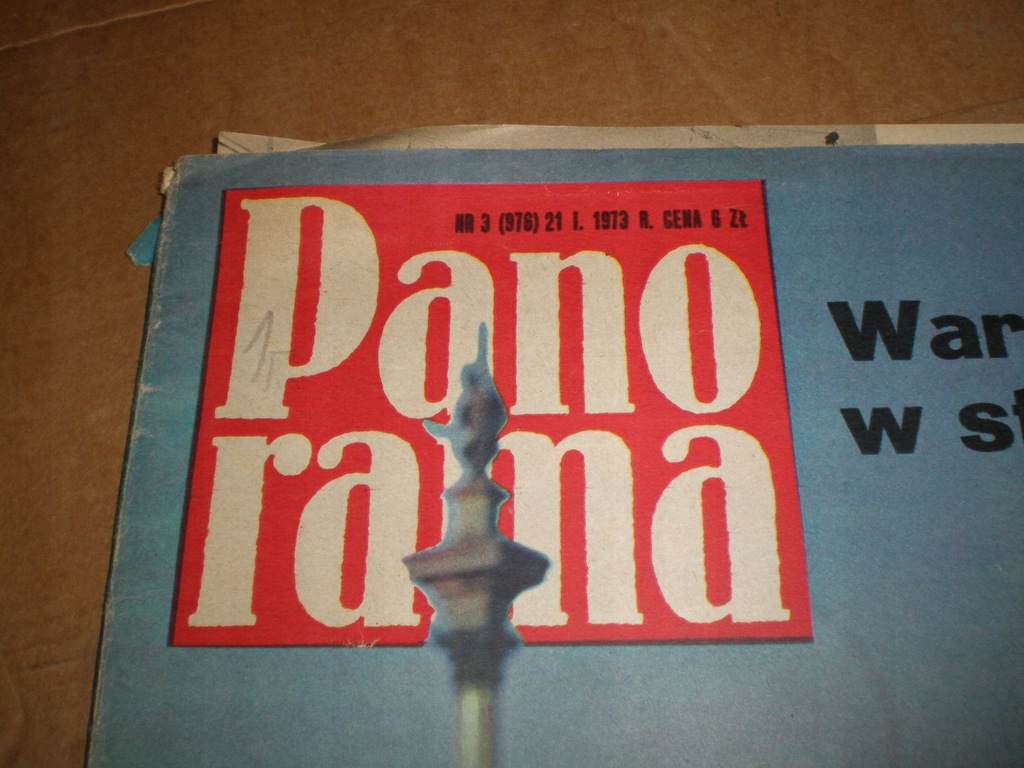 NR 3 (976) 21 I. 1973 R. CENA 6 ZŁ
Pano
rama
War
w st